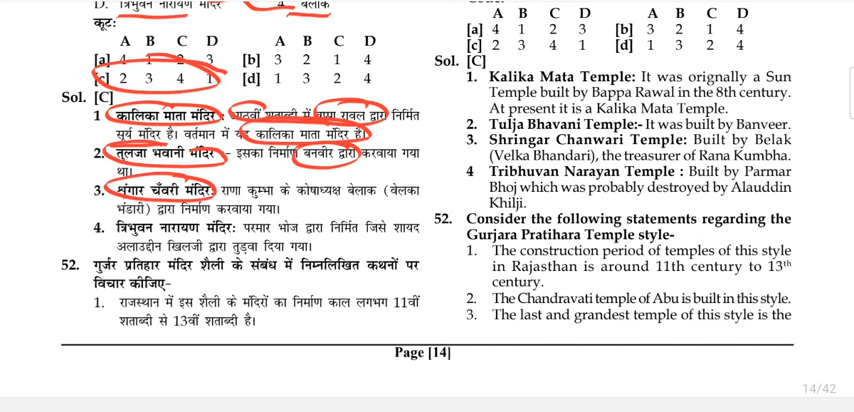 D. त्रिभुवन नारायण मंदिर 4. बेलाक
कूट:
A B C D A B C D
[a] 4 1 2 3 [b] 3 2 1 4
[c] 2 3 4 1 [d] 1 3 2 4
Sol. [C]
1 कालिका माता मंदिर : आठवीं शताब्दी में बप्पा रावल द्वारा निर्मित
सूर्य मंदिर है। वर्तमान में यह कालिका माता मंदिर है।
2. तुलजा भवानी मंदिर - इसका निर्माण बनवीर द्वारा करवाया गया
था।
3. श्रंगार चँवरी मंदिर: राणा कुम्भा के कोषाध्यक्ष बेलाक (वेलका
भंडारी) द्वारा निर्माण करवाया गया।
4. त्रिभुवन नारायण मंदिर: परमार भोज द्वारा निर्मित जिसे शायद
अलाउद्दीन खिलजी द्वारा तुड़वा दिया गया।
52. गुर्जर प्रतिहार मंदिर शैली के संबंध में निम्नलिखित कथनों पर
विचार कीजिए-
1. राजस्थान में इस शैली के मंदिरों का निर्माण काल लगभग 11वीं
शताब्दी से 13वीं शताब्दी है।
A B C D A B C D
[a] 4 1 2 3 [b] 3 2 1 4
[c] 2 3 4 1 [d] 1 3 2 4
Sol. [C]
1. Kalika Mata Temple: It was orignally a Sun
Temple built by Bappa Rawal in the 8th century.
At present it is a Kalika Mata Temple.
2. Tulja Bhavani Temple:- It was built by Banveer.
3. Shringar Chanwari Temple: Built by Belak
(Velka Bhandari), the treasurer of Rana Kumbha.
4 Tribhuvan Narayan Temple : Built by Parmar
Bhoj which was probably destroyed by Alauddin
Khilji.
52. Consider the following statements regarding the
Gurjara Pratihara Temple style-
1. The construction period of temples of this style
in Rajasthan is around 11th century to 13th
century.
2. The Chandravati temple of Abu is built in this style.
3. The last and grandest temple of this style is the
Page [14]
14/42